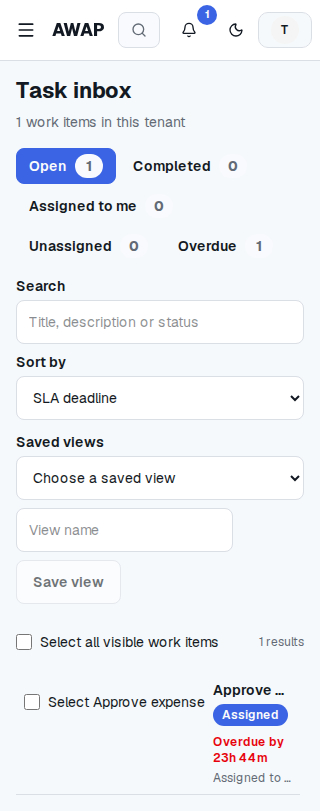 AWAP
1
T
Task inbox
1 work items in this tenant
Open 1 Completed 0
Assigned to me 0
Unassigned 0 Overdue 1
Search
Title, description or status
Sort by
SLA deadline
Saved views
Choose a saved view
View name
Save view
Select all visible work items 1 results
Select Approve expense
Approve ...
Assigned
Overdue by
23h 44m
Assigned to ...